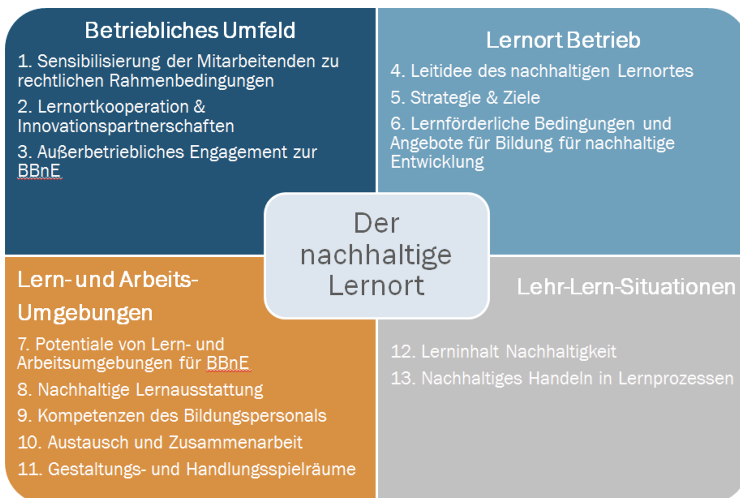 Betriebliches Umfeld
1. Sensibilisierung der Mitarbeitenden zu
rechtlichen Rahmenbedingungen
2. Lernortkooperation &
Innovationspartnerschaften
3. Außerbetriebliches Engagement zur
BBnE
Lernort Betrieb
4. Leitidee des nachhaltigen Lernortes
5. Strategie & Ziele
6. Lernförderliche Bedingungen und
Angebote für Bildung für nachhaltige
Entwicklung
Der
nachhaltige
Lernort
Lern- und Arbeits-
Umgebungen
7. Potentiale von Lern- und
Arbeitsumgebungen für BBnE
8. Nachhaltige Lernausstattung
9. Kompetenzen des Bildungspersonals
10. Austausch und Zusammenarbeit
11. Gestaltungs- und Handlungsspielräume
Lehr-Lern-Situationen
12. Lerninhalt Nachhaltigkeit
13. Nachhaltiges Handeln in Lernprozessen